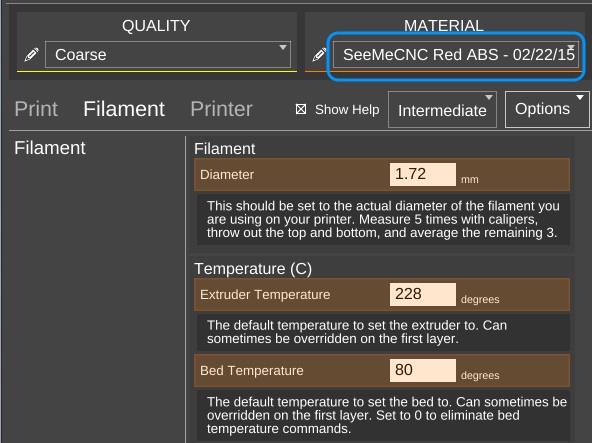 QUALITY
MATERIAL
Coarse
SeeMeCNC Red ABS - 02/22/15
Print Filament Printer
Show Help
Intermediate
Options
Filament
Filament
Diameter 1.72 mm
This should be set to the actual diameter of the filament you
are using on your printer. Measure 5 times with calipers,
throw out the top and bottom, and average the remaining 3.
Temperature (C)
Extruder Temperature 228 degrees
The default temperature to set the extruder to. Can
sometimes be overridden on the first layer.
Bed Temperature 80 degrees
The default temperature to set the bed to. Can sometimes be
overridden on the first layer. Set to 0 to eliminate bed
temperature commands.